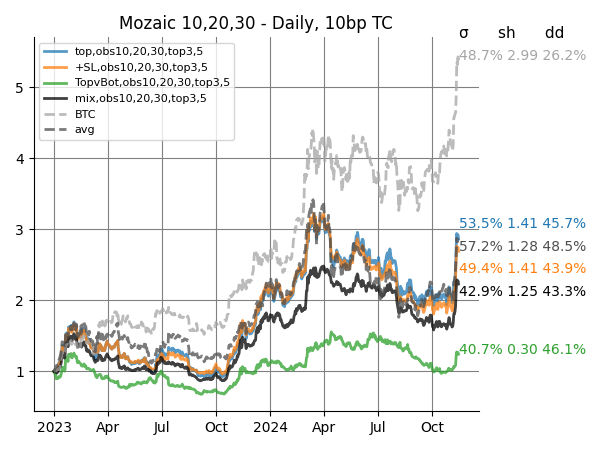 Mozaic 10,20,30 - Daily, 10bp TC
σ sh dd
top,obs10,20,30,top3,5
+SL,obs10,20,30,top3,5
TopvBot,obs10,20,30,top3,5
mix,obs10,20,30,top3,5
BTC
avg
48.7% 2.99 26.2%
53.5% 1.41 45.7%
57.2% 1.28 48.5%
49.4% 1.41 43.9%
42.9% 1.25 43.3%
40.7% 0.30 46.1%
5
4
3
2
1
2023 Apr Jul Oct 2024 Apr Jul Oct